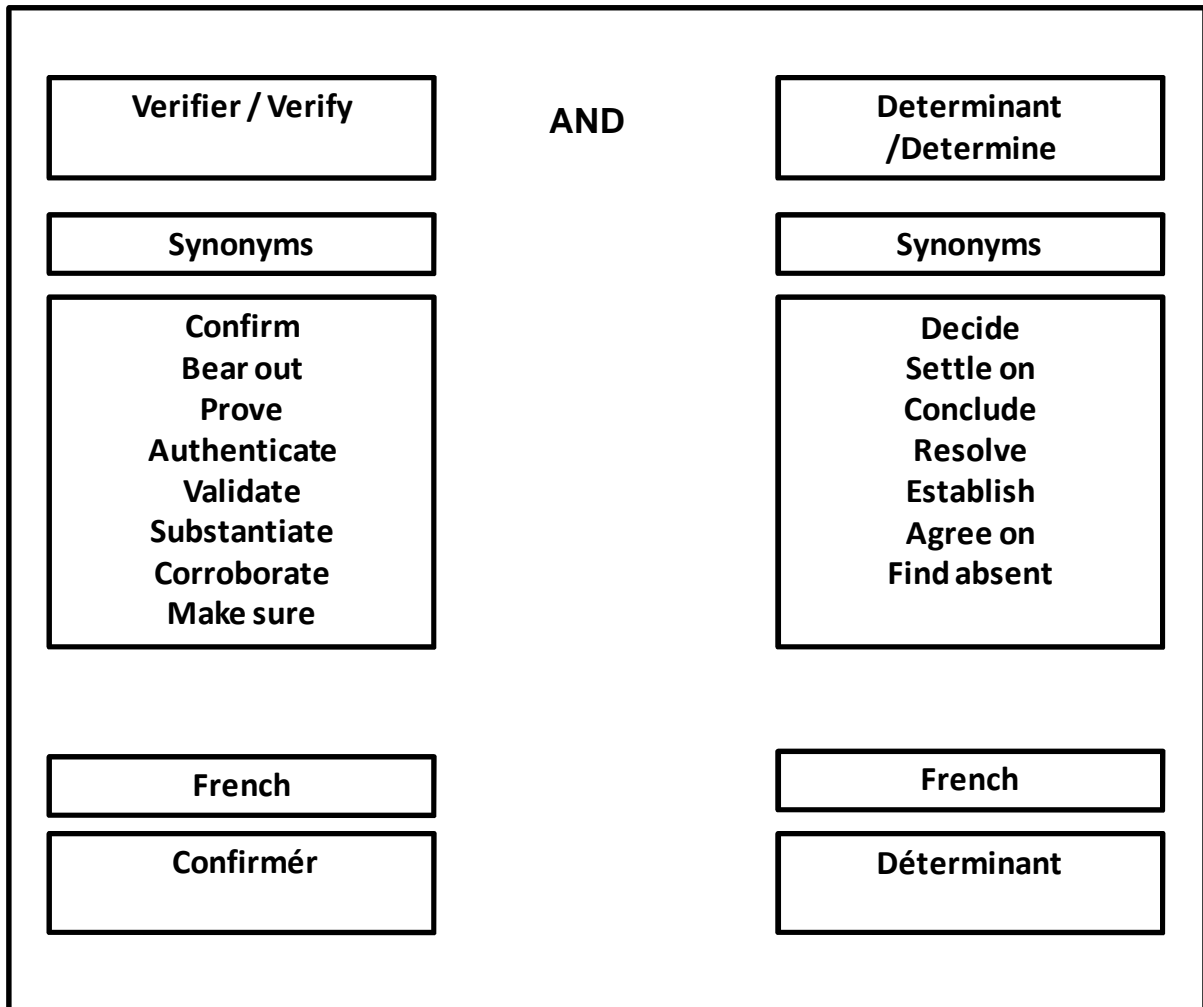 Verifier / Verify
AND
Determinant
/Determine
Synonyms
Synonyms
Confirm
Bear out
Prove
Authenticate
Validate
Substantiate
Corroborate
Make sure
Decide
Settle on
Conclude
Resolve
Establish
Agree on
Find absent
French
French
Confirmér
Déterminant